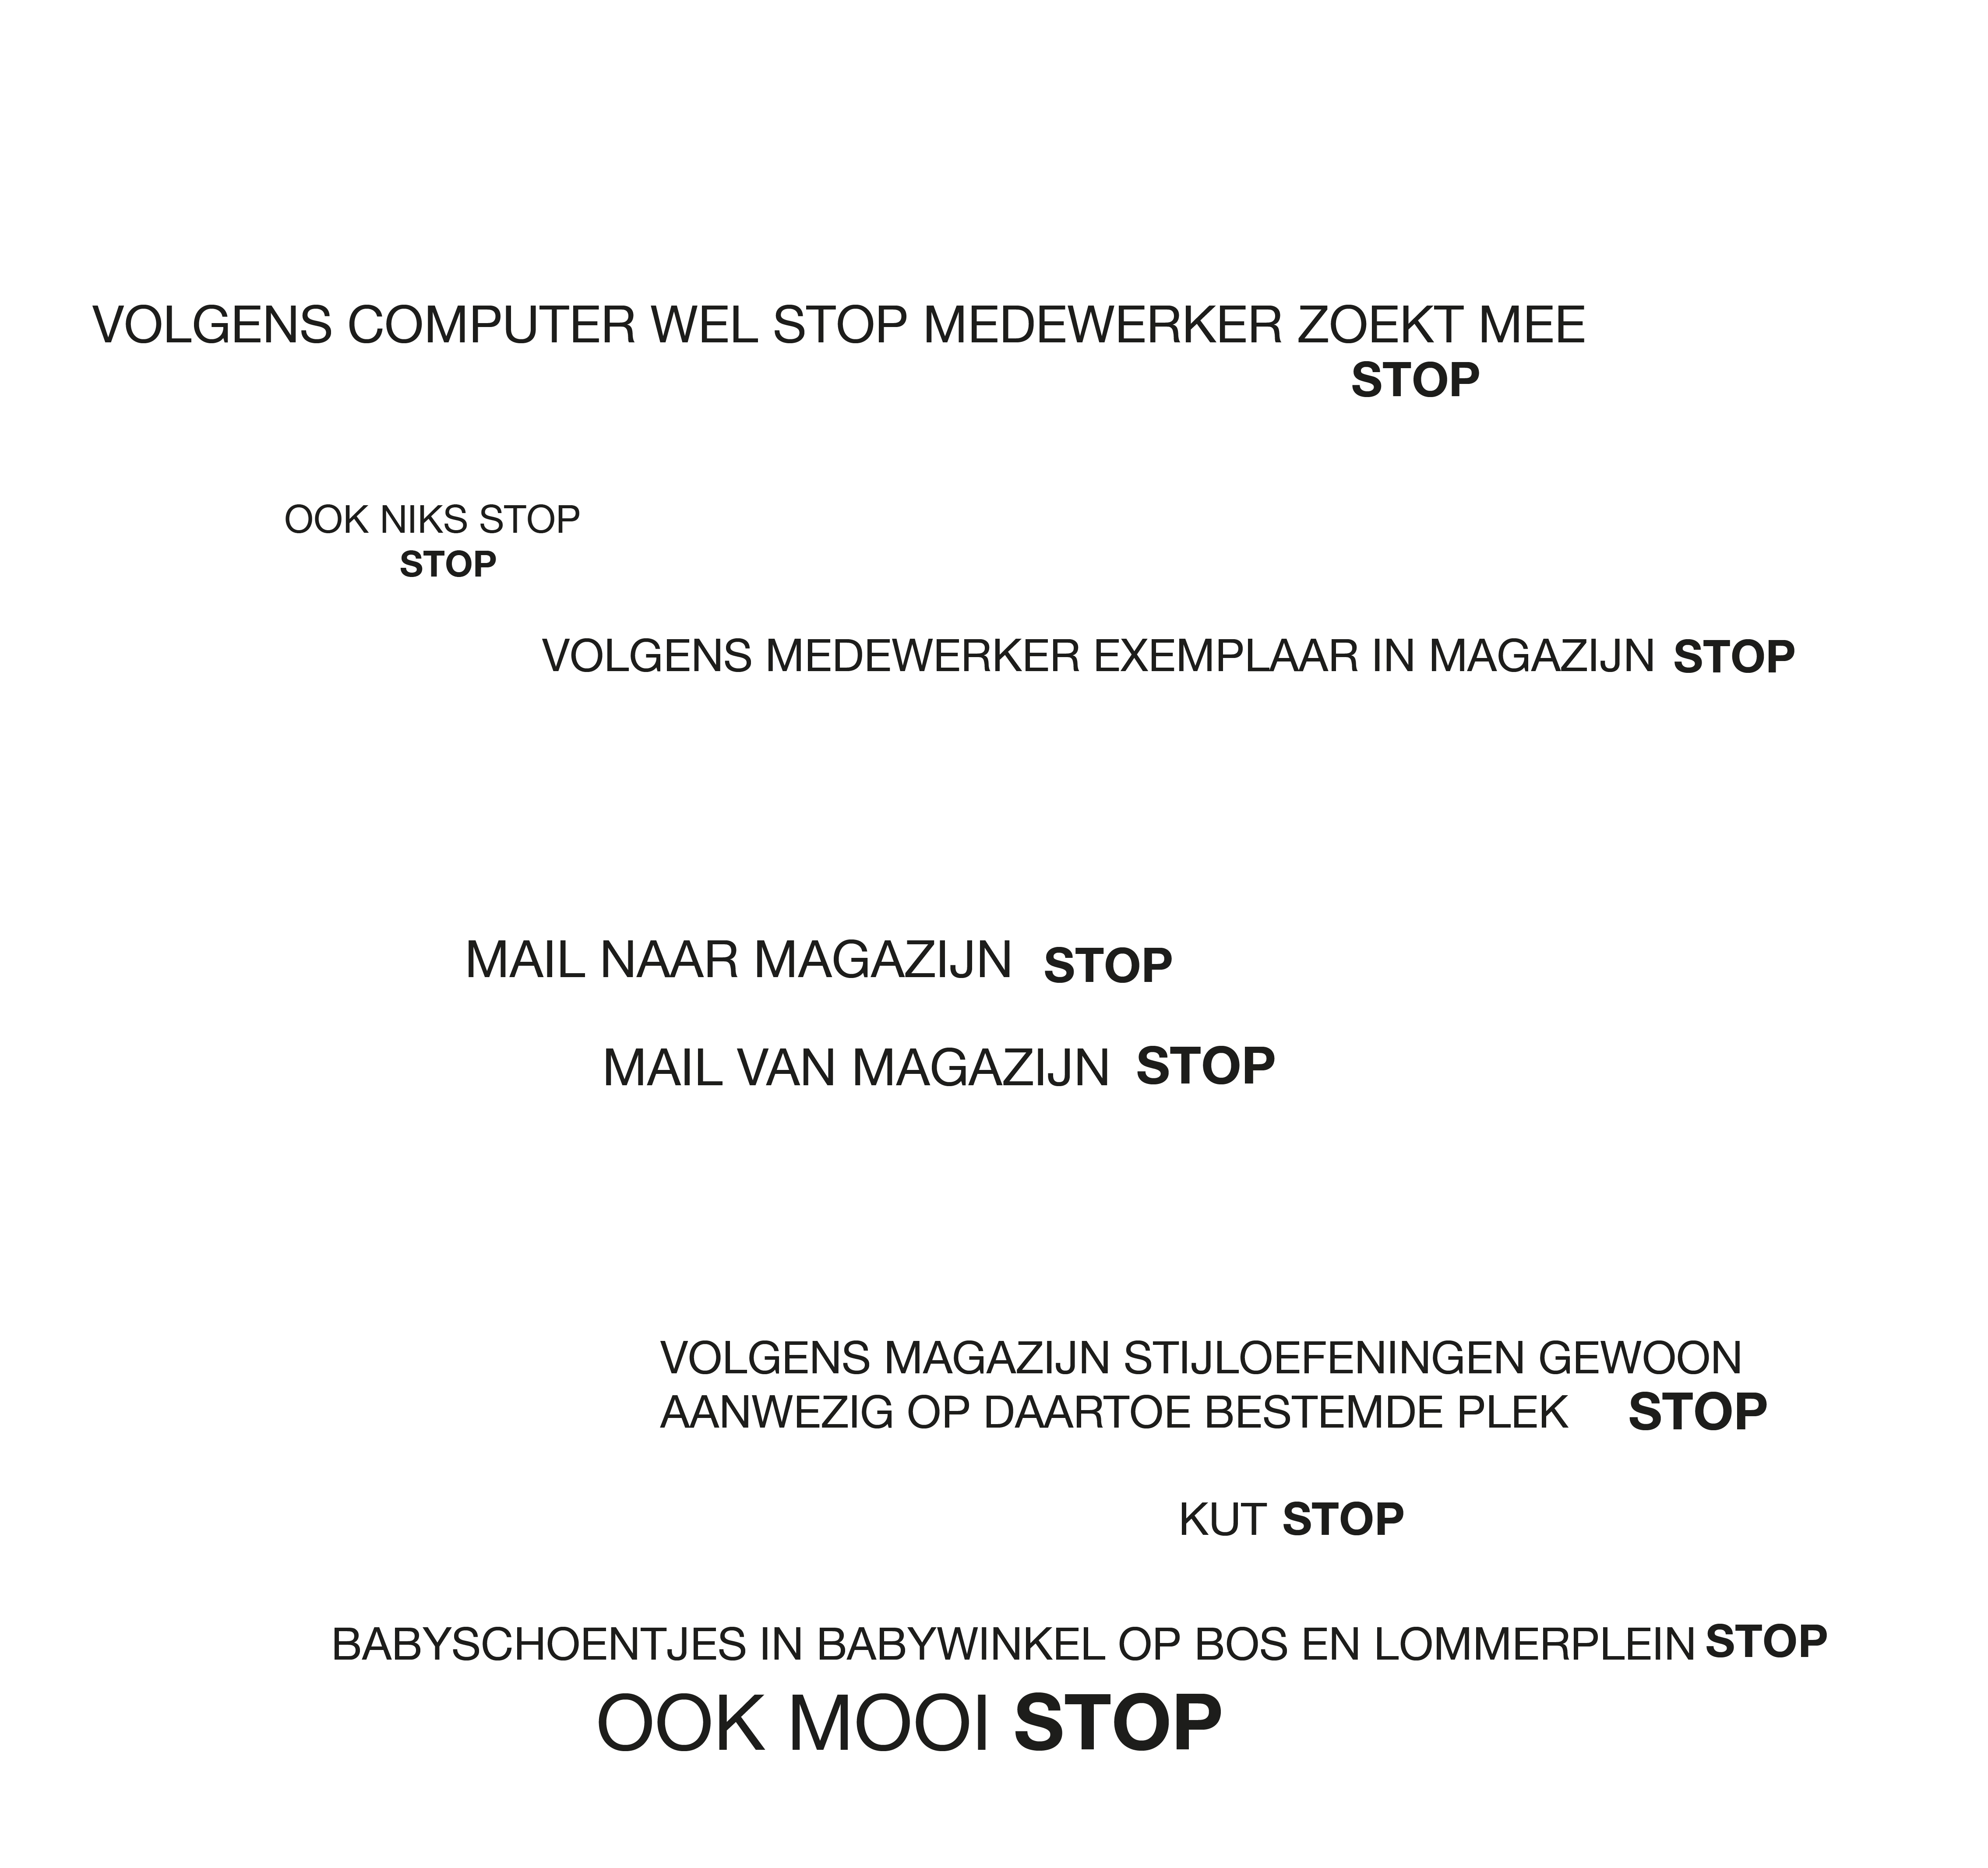 VOLGENS COMPUTER WEL STOP MEDEWERKER ZOEKT MEE
STOP
OOK NIKS STOP
STOP
VOLGENS MEDEWERKER EXEMPLAAR IN MAGAZIJN STOP
MAIL NAAR MAGAZIJN STOP
MAIL VAN MAGAZIJN STOP
VOLGENS MAGAZIJN STIJLOEFENINGEN GEWOON
AANWEZIG OP DAARTOE BESTEMDE PLEK STOP
KUT STOP
BABYSCHOENTJES IN BABYWINKEL OP BOS EN LOMMERPLEIN STOP
OOK MOOI STOP